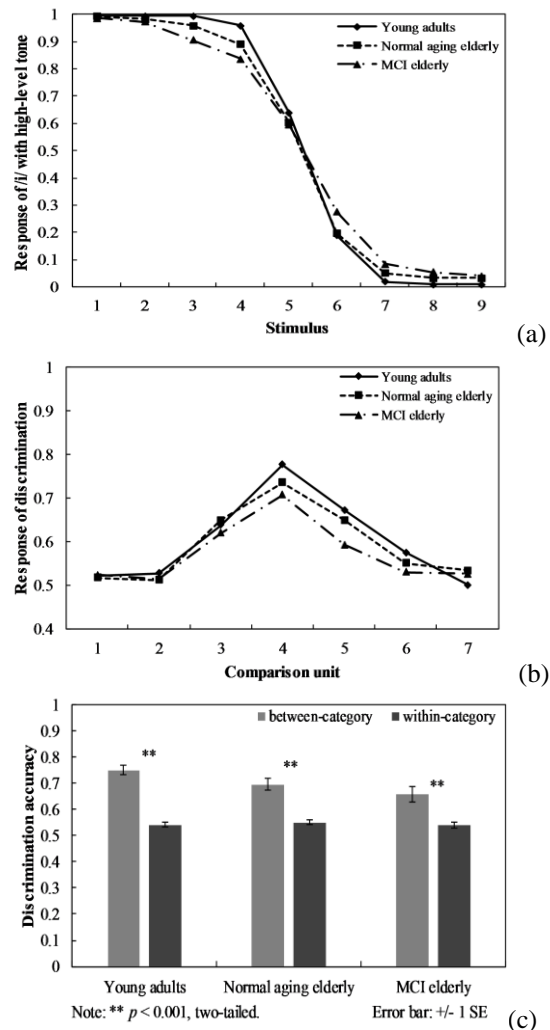 1
0.9
0.8
0.7
0.6
0.5
0.4
0.3
0.2
0.1
0
Response of /i/ with high-level tone
Young adults
Normal aging elderly
MCI elderly
1 2 3 4 5 6 7 8 9
Stimulus
(a)
1
0.9
0.8
0.7
0.6
0.5
0.4
Response of discrimination
Young adults
Normal aging elderly
MCI elderly
1 2 3 4 5 6 7
Comparison unit
(b)
1
0.9
0.8
0.7
0.6
0.5
0.4
0.3
0.2
0.1
0
Discrimination accuracy
between-category within-category
** ** **
Young adults Normal aging elderly MCI elderly
Note: ** p < 0.001, two-tailed. Error bar: +/- 1 SE
(c)